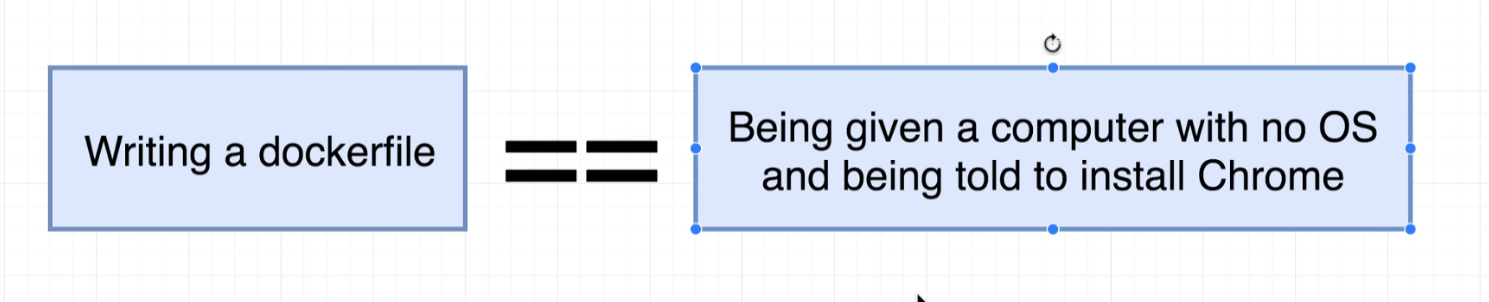 Writing a dockerfile
==
Being given a computer with no OS
and being told to install Chrome